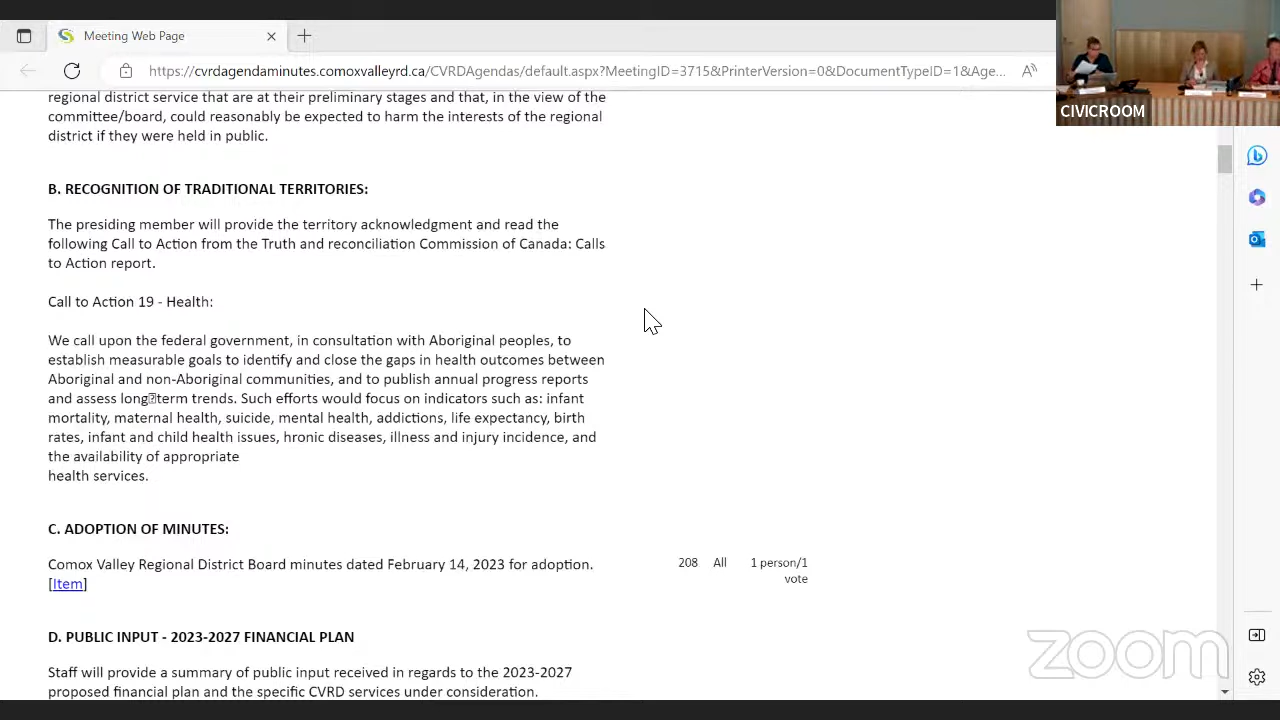 Meeting Web Page
https://cvrdagendaminutes.comoxvalleyrd.ca/CVRDAgendas/default.aspx?MeetingID=3715&PrinterVersion=0&DocumentTypeID=1&Age...
CIVICROOM
regional district service that are at their preliminary stages and that, in the view of the
committee/board, could reasonably be expected to harm the interests of the regional
district if they were held in public.
B. RECOGNITION OF TRADITIONAL TERRITORIES:
The presiding member will provide the territory acknowledgment and read the
following Call to Action from the Truth and reconciliation Commission of Canada: Calls
to Action report.
Call to Action 19 - Health:
We call upon the federal government, in consultation with Aboriginal peoples, to
establish measurable goals to identify and close the gaps in health outcomes between
Aboriginal and non-Aboriginal communities, and to publish annual progress reports
and assess long⍰term trends. Such efforts would focus on indicators such as: infant
mortality, maternal health, suicide, mental health, addictions, life expectancy, birth
rates, infant and child health issues, hronic diseases, illness and injury incidence, and
the availability of appropriate
health services.
C. ADOPTION OF MINUTES:
Comox Valley Regional District Board minutes dated February 14, 2023 for adoption.
[Item]
208 All 1 person/1
vote
D. PUBLIC INPUT - 2023-2027 FINANCIAL PLAN
Staff will provide a summary of public input received in regards to the 2023-2027
proposed financial plan and the specific CVRD services under consideration.
zoom